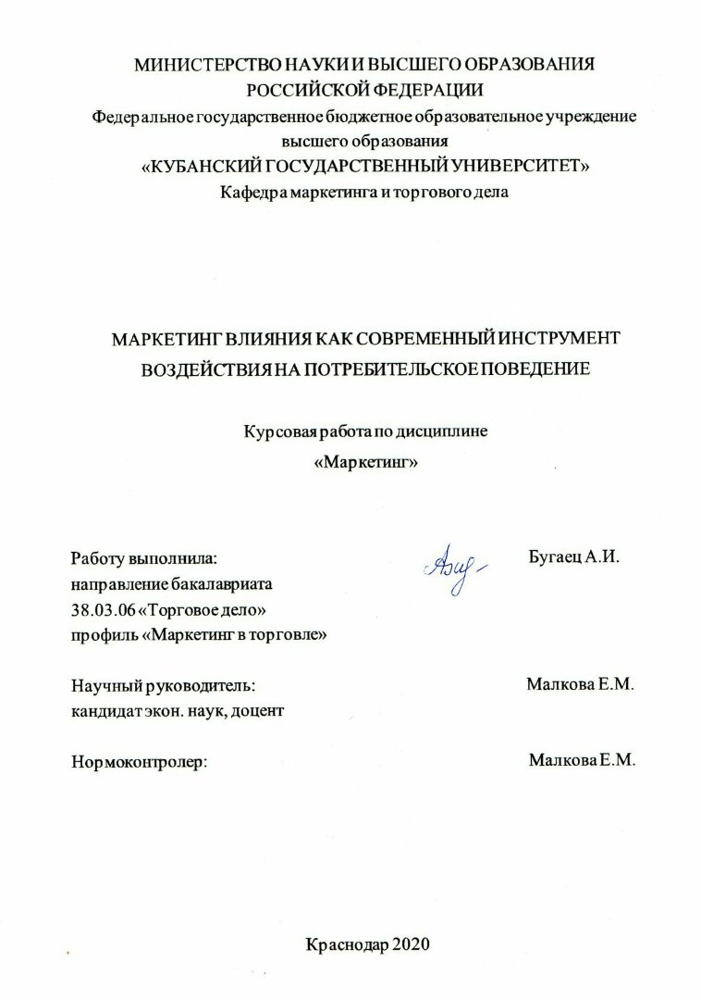 МИНИСТЕРСТВО НАУКИ И ВЫСШЕГО ОБРАЗОВАНИЯ
РОССИЙСКОЙ ФЕДЕРАЦИИ
Федеральное государственное бюджетное образовательное учреждение
высшего образования
«КУБАНСКИЙ ГОСУДАРСТВЕННЫЙ УНИВЕРСИТЕТ»
Кафедра маркетинга и торгового дела
МАРКЕТИНГ ВЛИЯНИЯ КАК СОВРЕМЕННЫЙ ИНСТРУМЕНТ
ВОЗДЕЙСТВИЯ НА ПОТРЕБИТЕЛЬСКОЕ ПОВЕДЕНИЕ
Курсовая работа по дисциплине
«Маркетинг»
Работу выполнила: Бугаец А.И.
направление бакалавриата
38.03.06 «Торговое дело»
профиль «Маркетинг в торговле»
Научный руководитель: Малкова Е.М.
кандидат экон. наук, доцент
Нормоконтролер: Малкова Е.М.
Краснодар 2020